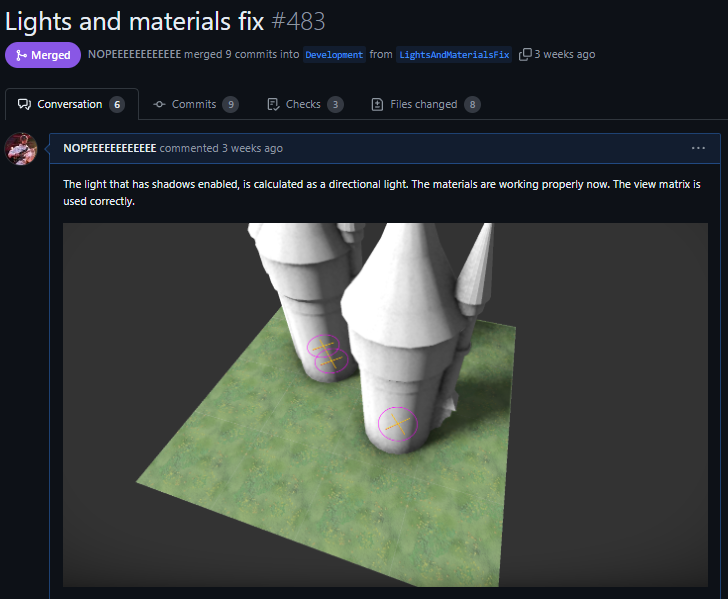 Lights and materials fix #483
Merged NOPEEEEEEEEEEEE merged 9 commits into Development from LightsAndMaterialsFix 3 weeks ago
Conversation 6 Commits 9 Checks 3 Files changed 8
NOPEEEEEEEEEEEE commented 3 weeks ago
The light that has shadows enabled, is calculated as a directional light. The materials are working properly now. The view matrix is
used correctly.